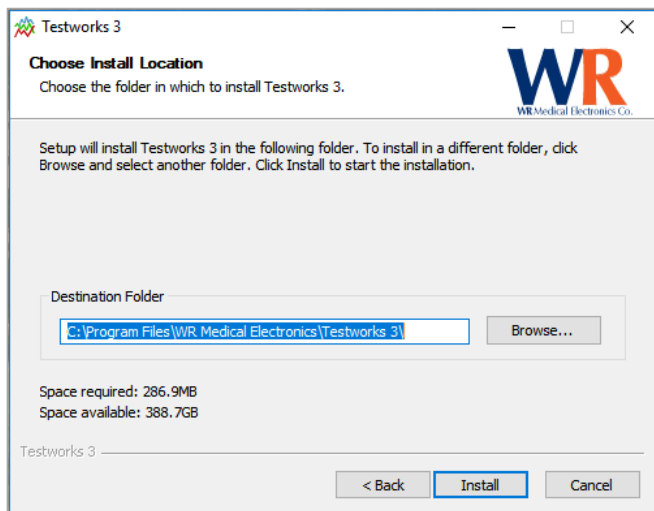 Testworks 3
Choose Install Location
Choose the folder in which to install Testworks 3.
WR
WR Medical Electronics Co.
Setup will install Testworks 3 in the following folder. To install in a different folder, click
Browse and select another folder. Click Install to start the installation.
Destination Folder
C:\Program Files\WR Medical Electronics\Testworks 3\
Browse...
Space required: 286.9MB
Space available: 388.7GB
Testworks 3
< Back
Install
Cancel